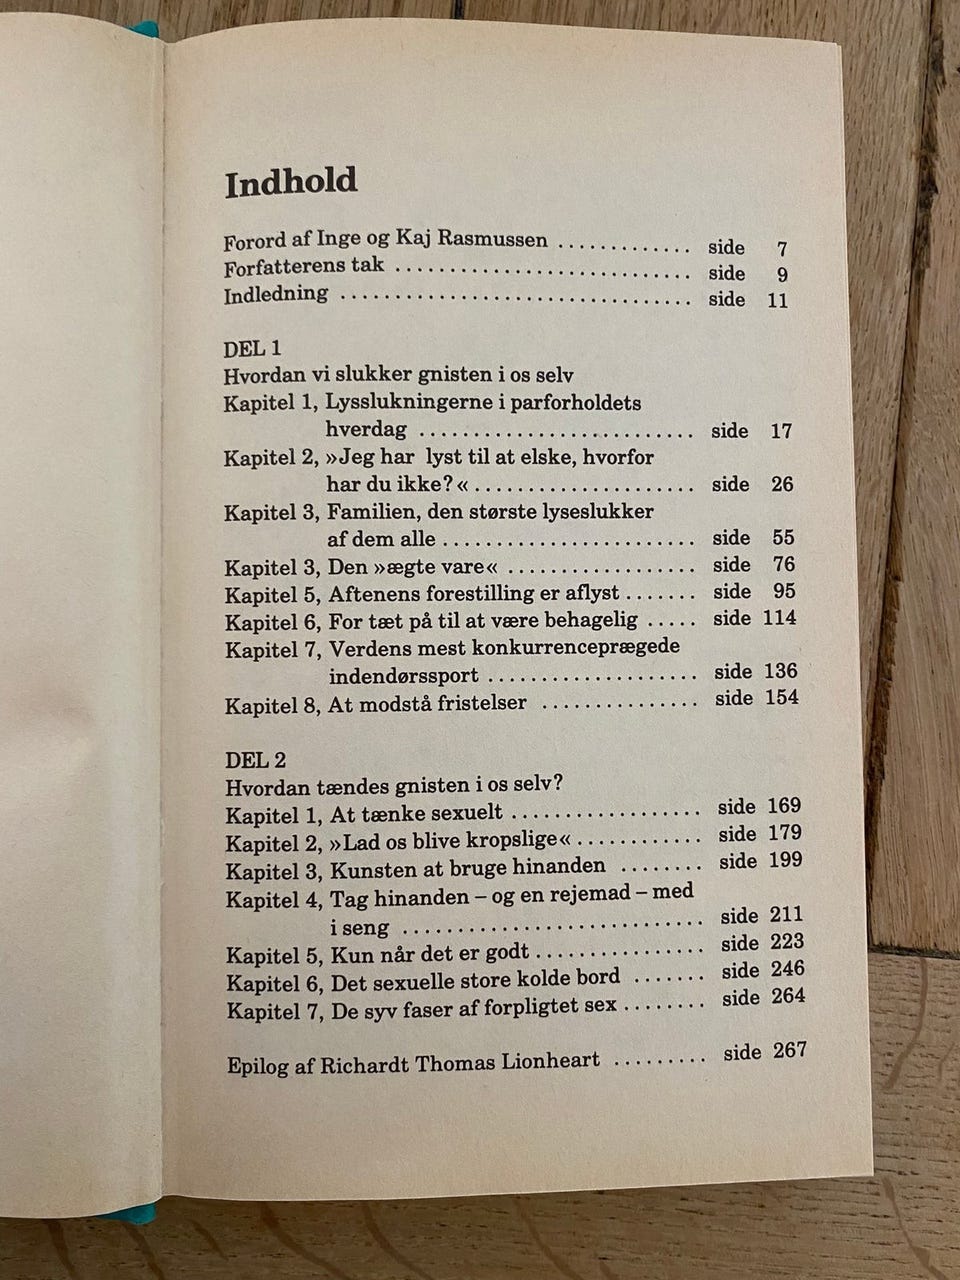 Indhold
Forord af Inge og Kaj Rasmussen ............. side 7
Forfatterens tak ............................ side 9
Indledning ................................. side 11
DEL 1
Hvordan vi slukker gnisten i os selv
Kapitel 1, Lysslukningerne i parforholdets
hverdag .......................... side 17
Kapitel 2, »Jeg har lyst til at elske, hvorfor
har du ikke?« ..................... side 26
Kapitel 3, Familien, den største lyseslukker
af dem alle ........................ side 55
Kapitel 3, Den »ægte vare« .................. side 76
Kapitel 5, Aftenens forestilling er aflyst ....... side 95
Kapitel 6, For tæt på til at være behagelig ..... side 114
Kapitel 7, Verdens mest konkurrenceprægede
indendørssport .................... side 136
Kapitel 8, At modstå fristelser ............... side 154
DEL 2
Hvordan tændes gnisten i os selv?
Kapitel 1, At tænke sexuelt .................. side 169
Kapitel 2, »Lad os blive kropslige« ............ side 179
Kapitel 3, Kunsten at bruge hinanden ........ side 199
Kapitel 4, Tag hinanden – og en rejemad – med
i seng ............................ side 211
Kapitel 5, Kun når det er godt ................ side 223
Kapitel 6, Det sexuelle store kolde bord ....... side 246
Kapitel 7, De syv faser af forpligtet sex ........ side 264
Epilog af Richardt Thomas Lionheart ......... side 267